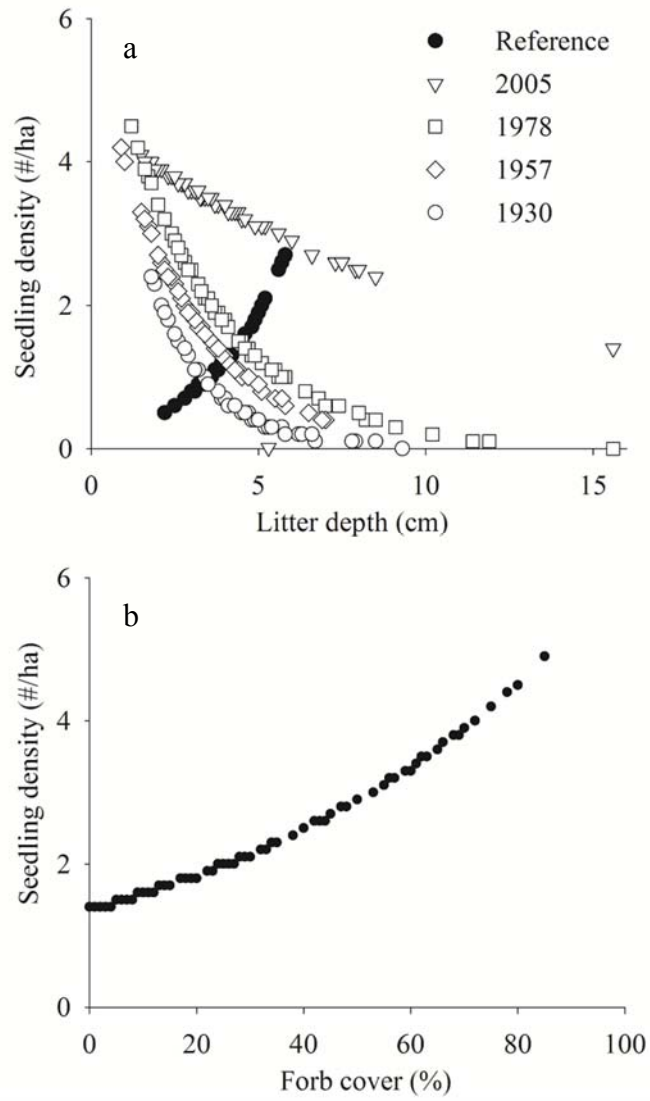 a
6
4
2
0
Seedling density (#/ha)
Reference
2005
1978
1957
1930
0 5 10 15
Litter depth (cm)
b
6
4
2
0
Seedling density (#/ha)
0 20 40 60 80 100
Forb cover (%)